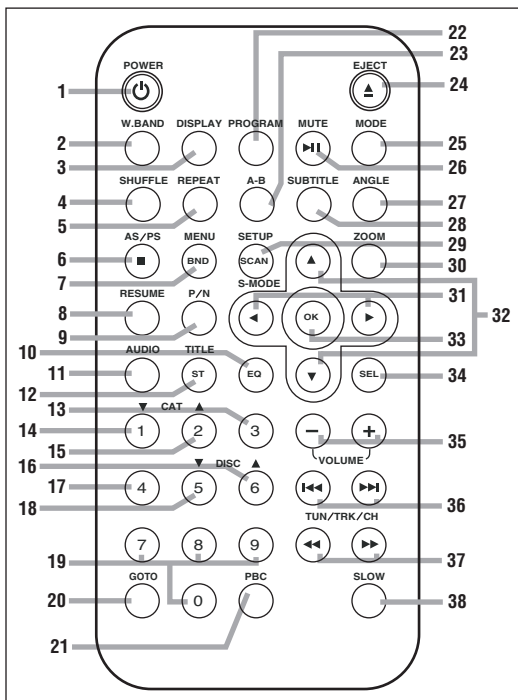 22
23
POWER EJECT
1 24
W.BAND DISPLAY PROGRAM MUTE MODE
2 25
3 26
SHUFFLE REPEAT A-B SUBTITLE ANGLE
4 27
5 28
AS/PS MENU SETUP ZOOM
6 BND SCAN 29
7 30
S-MODE
RESUME P/N 31
8 OK 32
9 33
10
AUDIO TITLE
11 ST EQ SEL 34
12
13 CAT
14 1 2 3 − + 35
15 VOLUME
16 DISC
17 4 5 6 36
18 TUN/TRK/CH
7 8 9 37
19
GOTO PBC SLOW
20 0 38
21